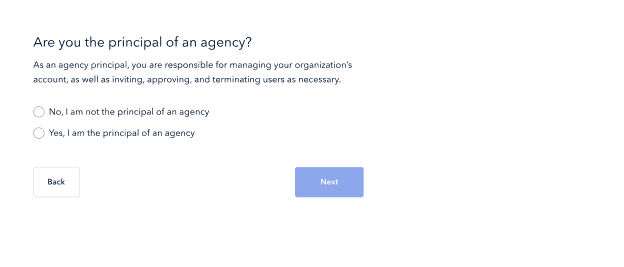 Are you the principal of an agency?
As an agency principal, you are responsible for managing your organization's
account, as well as inviting, approving, and terminating users as necessary.
No, I am not the principal of an agency
Yes, I am the principal of an agency
Back
Next